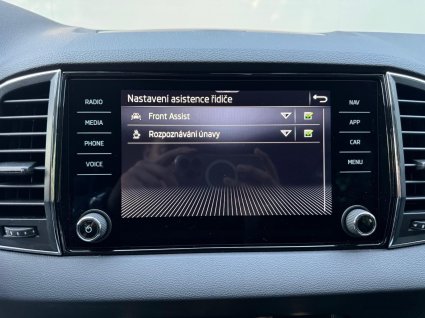 Nastavení asistence řidiče
RADIO
MEDIA
PHONE
VOICE
Front Assist
Rozpoznávání únavy
NAV
APP
CAR
MENU